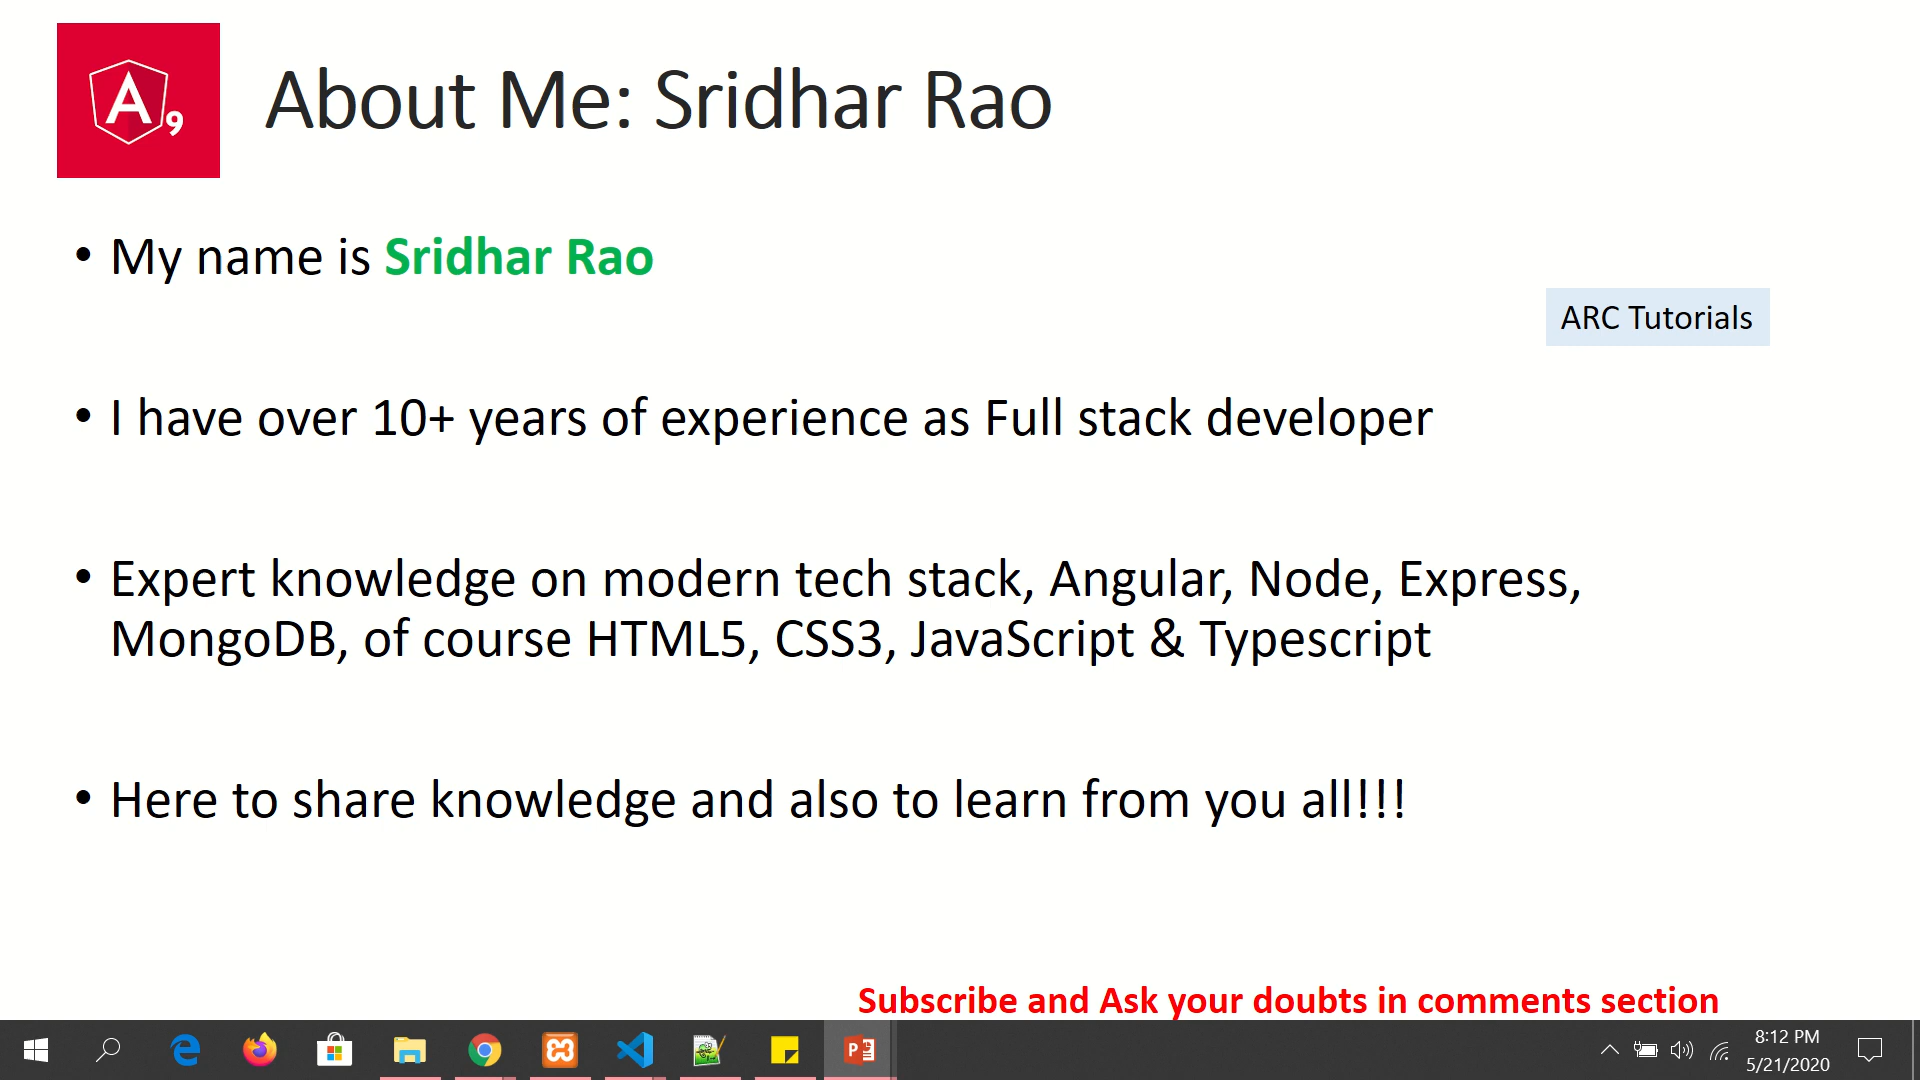 A9
About Me: Sridhar Rao
• My name is Sridhar Rao
ARC Tutorials
• I have over 10+ years of experience as Full stack developer
• Expert knowledge on modern tech stack, Angular, Node, Express,
MongoDB, of course HTML5, CSS3, JavaScript & Typescript
• Here to share knowledge and also to learn from you all!!!
Subscribe and Ask your doubts in comments section
8:12 PM
5/21/2020